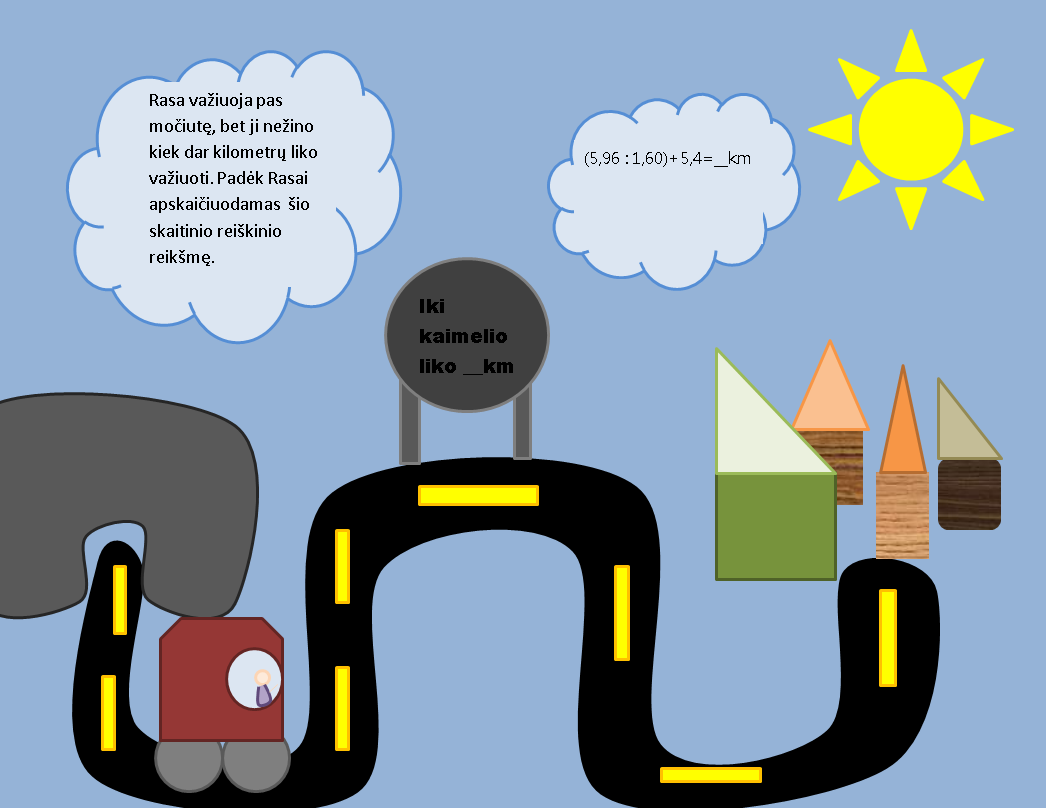 Rasa važiuoja pas
močiutę, bet ji nežino
kiek dar kilometrų liko
važiuoti. Padėk Rasai
apskaičiuodamas šio
skaitinio reiškinio
reikšmę.
(5,96 : 1,60)+5,4=__km
Iki
kaimelio
liko __km